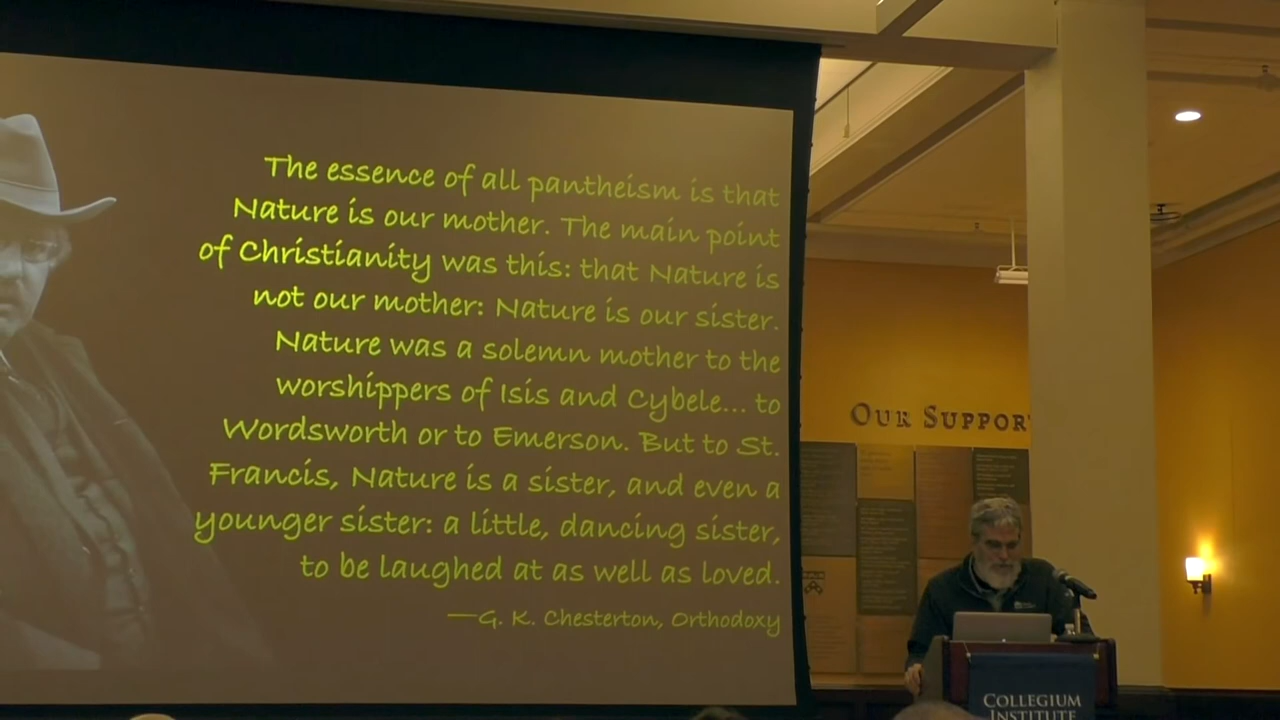 The essence of all pantheism is that
Nature is our mother. The main point
of Christianity was this: that Nature is
not our mother: Nature is our sister.
Nature was a solemn mother to the
worshippers of Isis and Cybele... to
Wordsworth or to Emerson. But to St.
Francis, Nature is a sister, and even a
younger sister: a little, dancing sister,
to be laughed at as well as loved.
—G. K. Chesterton, Orthodoxy
OUR SUPPOR
COLLEGIUM
INSTITUTE